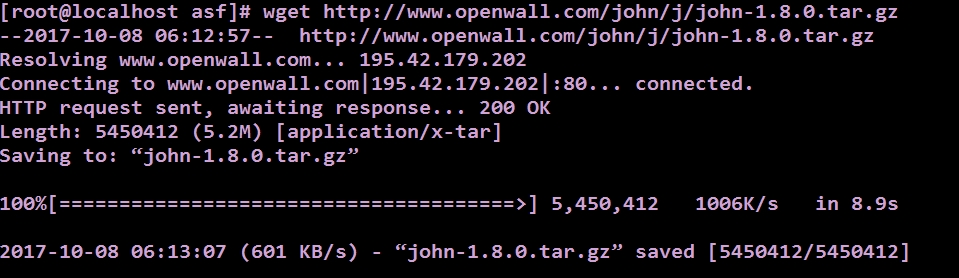 [root@localhost asf]# wget http://www.openwall.com/john/j/john-1.8.0.tar.gz
--2017-10-08 06:12:57--  http://www.openwall.com/john/j/john-1.8.0.tar.gz
Resolving www.openwall.com... 195.42.179.202
Connecting to www.openwall.com|195.42.179.202|:80... connected.
HTTP request sent, awaiting response... 200 OK
Length: 5450412 (5.2M) [application/x-tar]
Saving to: “john-1.8.0.tar.gz”
100%[======================================>] 5,450,412   1006K/s   in 8.9s
2017-10-08 06:13:07 (601 KB/s) - “john-1.8.0.tar.gz” saved [5450412/5450412]